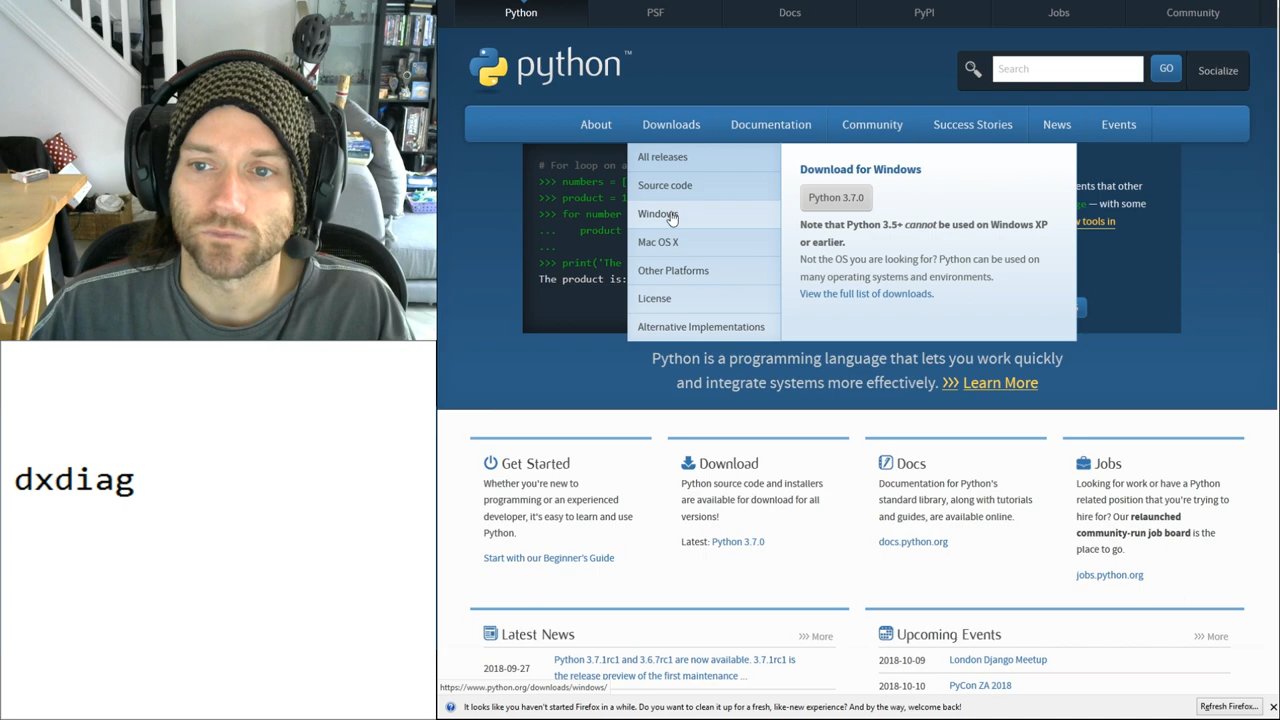 Python
PSF
Docs
PyPI
Jobs
Community
python™
Search
GO
Socialize
About
Downloads
Documentation
Community
Success Stories
News
Events
# For loop on a
>>> numbers = [
>>> product = 1
>>> for number
... product
...
>>> print('The
The product is:
All releases
Source code
Windows
Mac OS X
Other Platforms
License
Alternative Implementations
Download for Windows
Python 3.7.0
Note that Python 3.5+ cannot be used on Windows XP
or earlier.
Not the OS you are looking for? Python can be used on
many operating systems and environments.
View the full list of downloads.
ents that other
— with some
tools in
Python is a programming language that lets you work quickly
and integrate systems more effectively. >>> Learn More
dxdiag
Get Started
Whether you're new to
programming or an experienced
developer, it's easy to learn and use
Python.
Start with our Beginner's Guide
Download
Python source code and installers
are available for download for all
versions!
Latest: Python 3.7.0
Docs
Documentation for Python's
standard library, along with tutorials
and guides, are available online.
docs.python.org
Jobs
Looking for work or have a Python
related position that you're trying to
hire for? Our relaunched
community-run job board is the
place to go.
jobs.python.org
Latest News
>>> More
2018-09-27
Python 3.7.1rc1 and 3.6.7rc1 are now available. 3.7.1rc1 is
the release preview of the first maintenance ...
Upcoming Events
>>> More
2018-10-09
London Django Meetup
2018-10-10
PyCon ZA 2018
https://www.python.org/downloads/windows/
It looks like you haven't started Firefox in a while. Do you want to clean it up for a fresh, like-new experience? And by the way, welcome back!
Refresh Firefox...